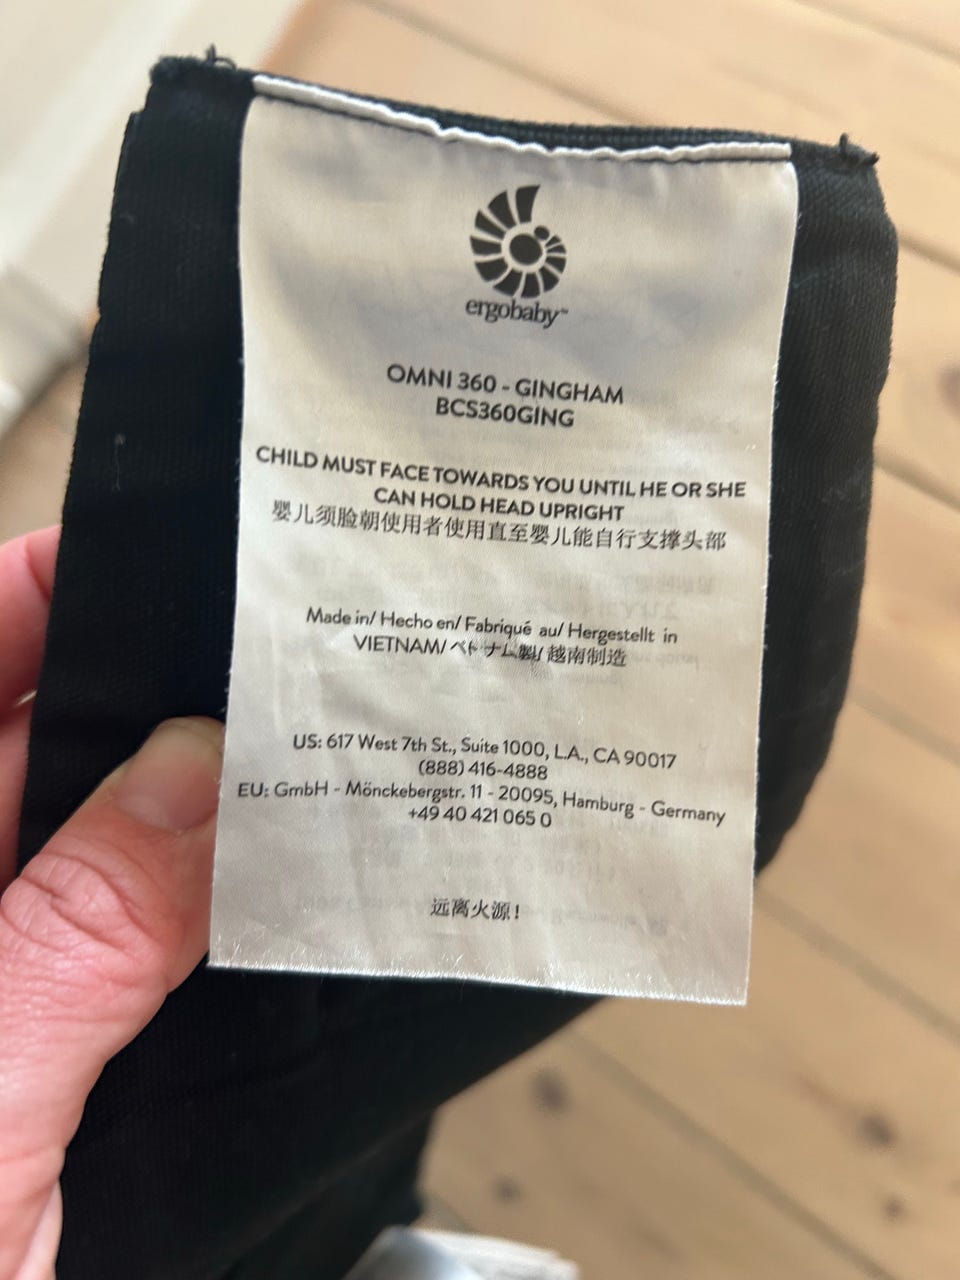 ergobaby™
OMNI 360 - GINGHAM
BCS360GING
CHILD MUST FACE TOWARDS YOU UNTIL HE OR SHE
CAN HOLD HEAD UPRIGHT
婴儿须脸朝使用者使用直至婴儿能自行支撑头部
Made in/ Hecho en/ Fabriqué au/ Hergestellt in
VIETNAM/ ベトナム製/ 越南制造
US: 617 West 7th St., Suite 1000, L.A., CA 90017
(888) 416-4888
EU: GmbH - Mönckebergstr. 11 - 20095, Hamburg - Germany
+49 40 421 065 0
远离火源！